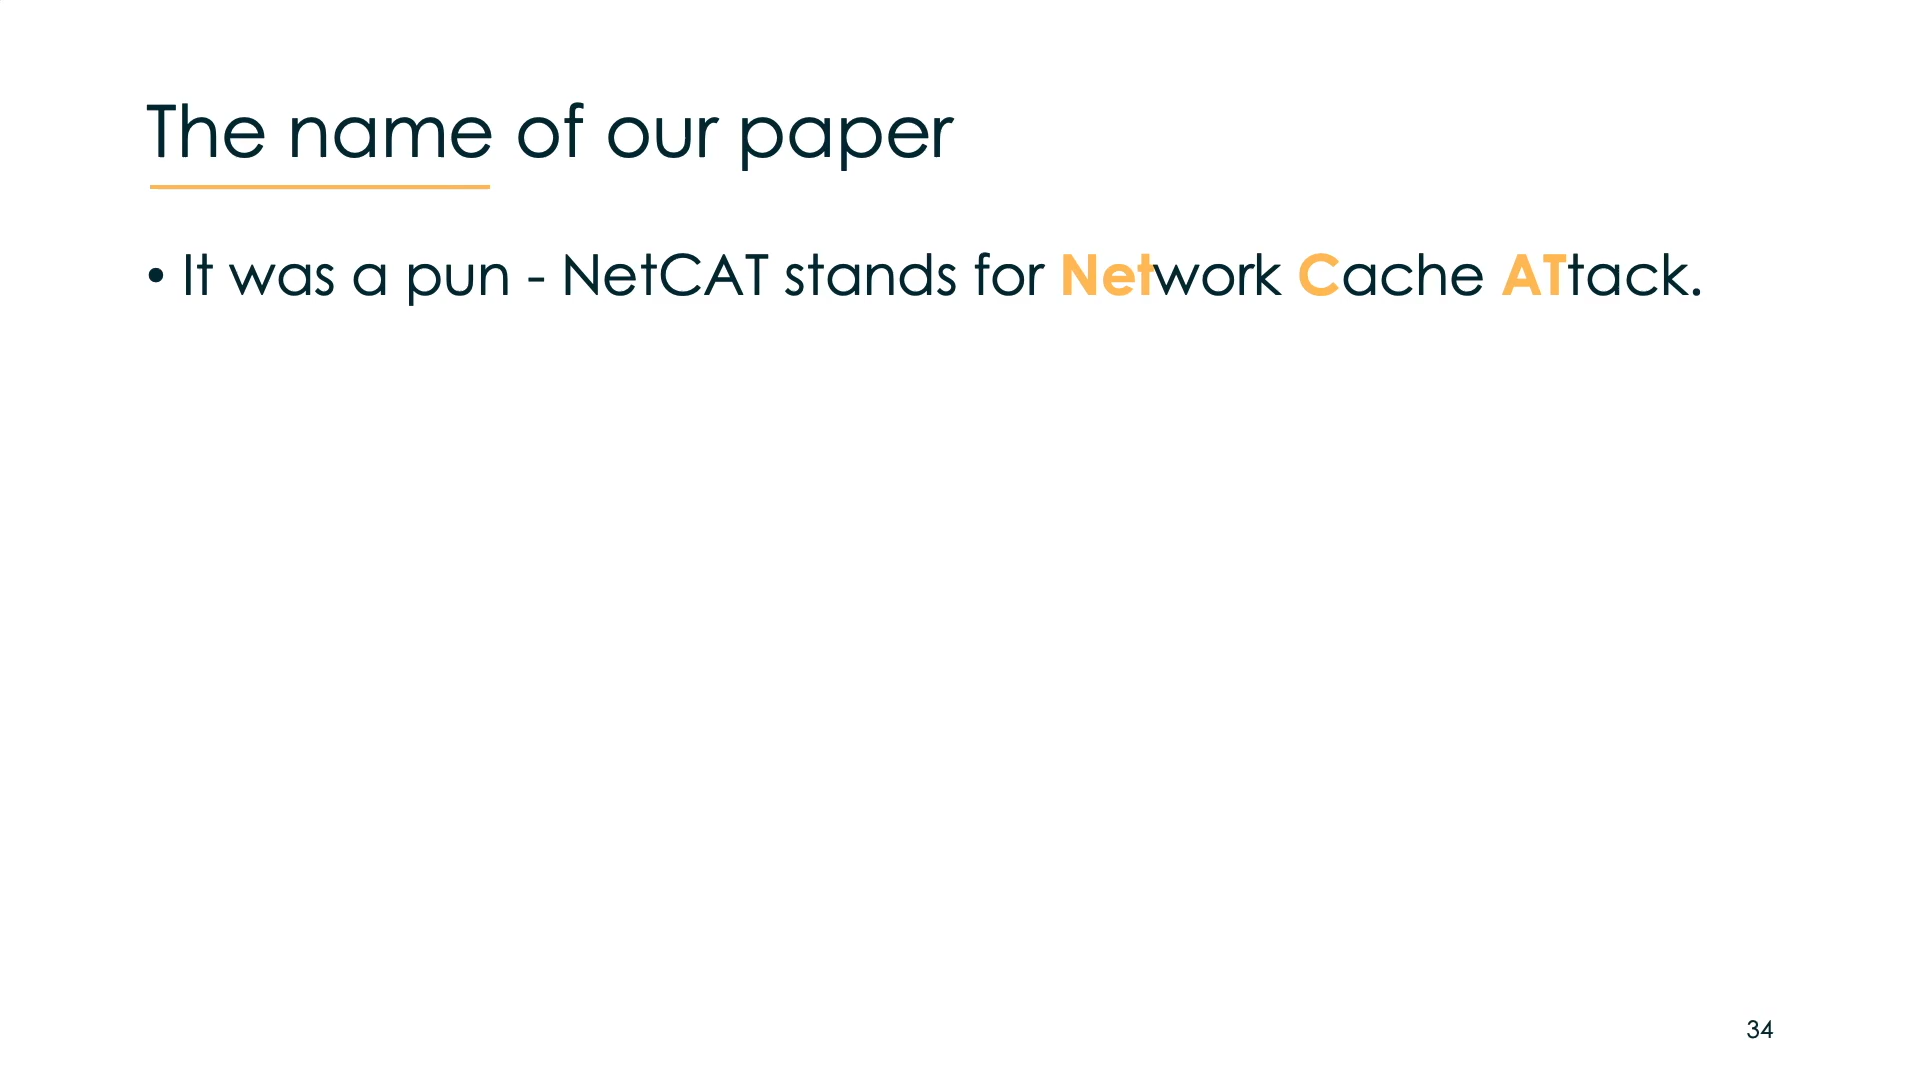 The name of our paper
• It was a pun - NetCAT stands for Network Cache ATtack.
34